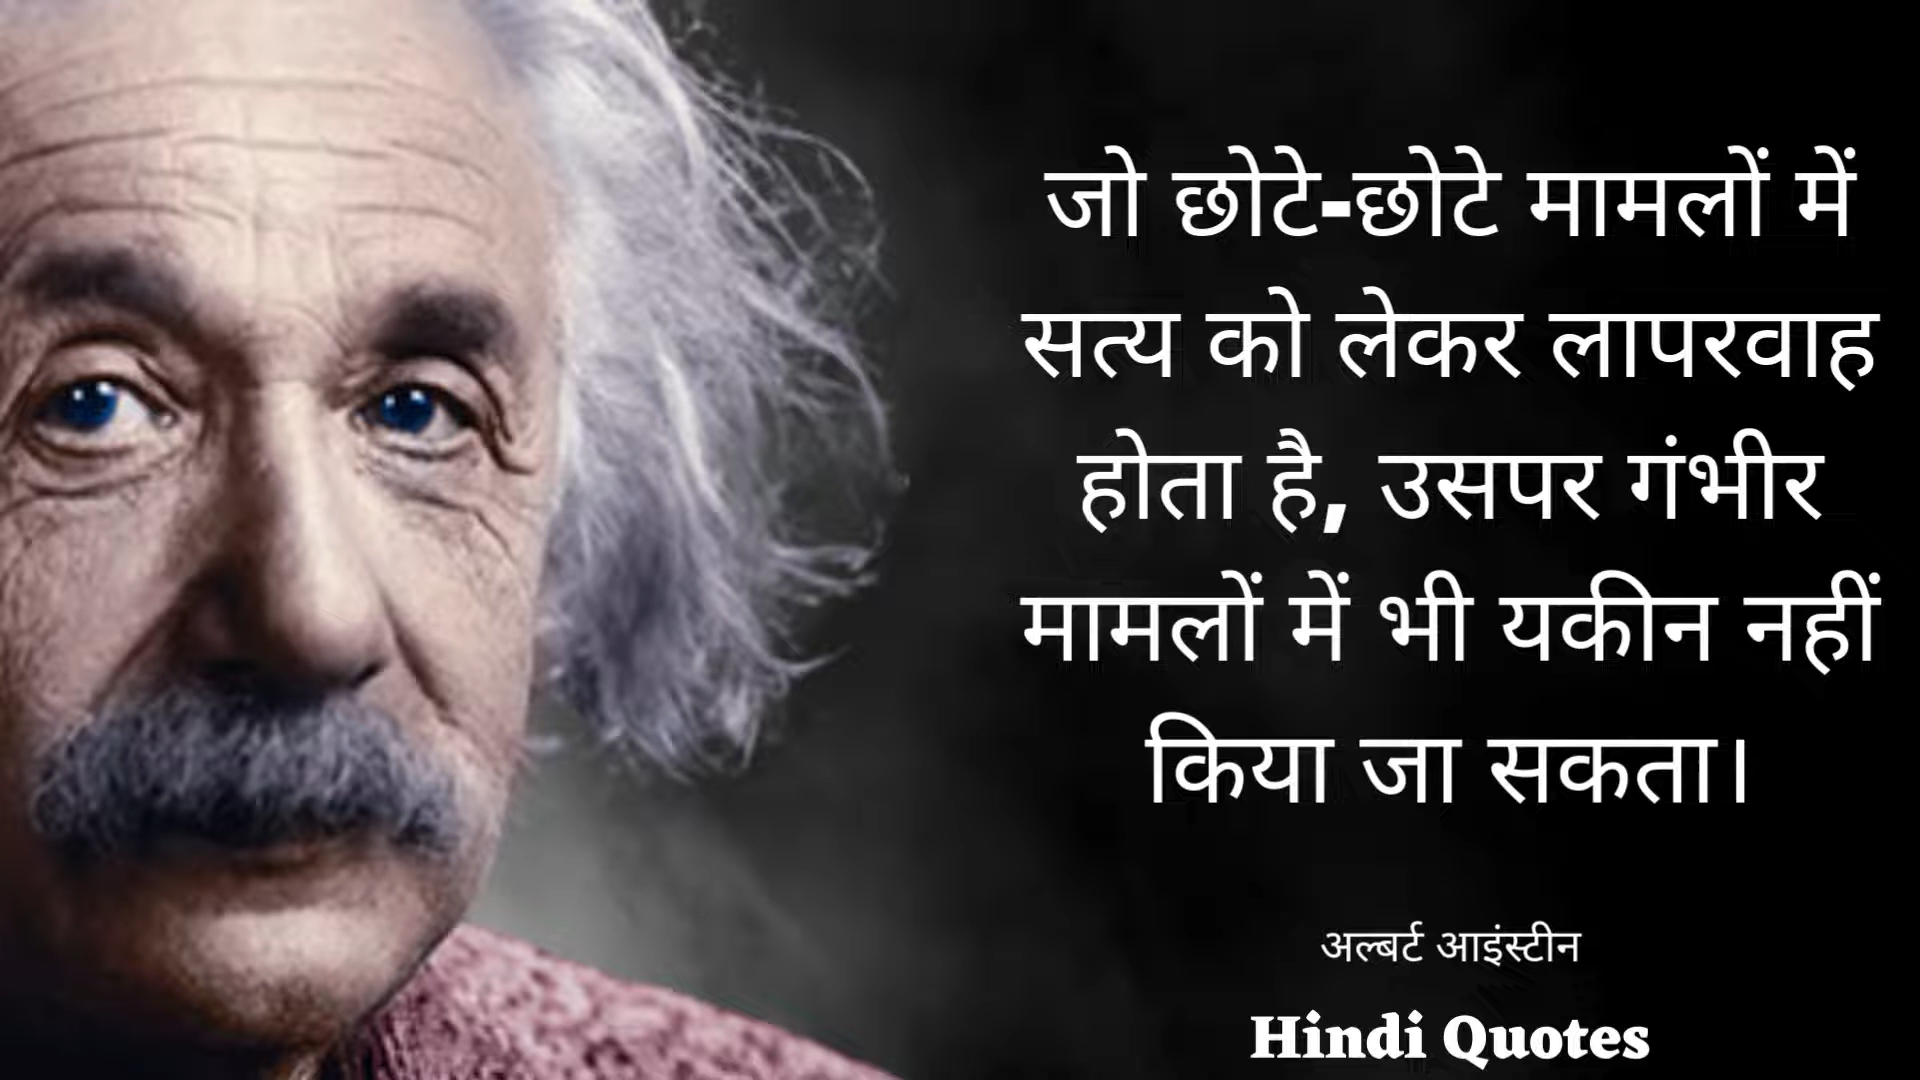 जो छोटे-छोटे मामलों में
सत्य को लेकर लापरवाह
होता है, उसपर गंभीर
मामलों में भी यकीन नहीं
किया जा सकता।
अल्बर्ट आइंस्टीन
Hindi Quotes